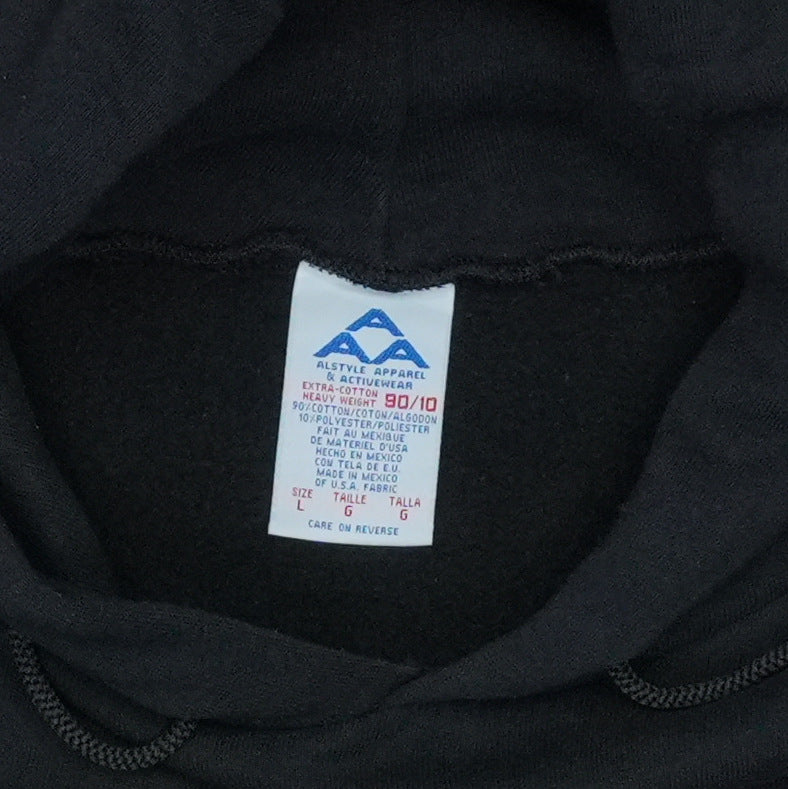 A
A A
ALSTYLE APPAREL
& ACTIVEWEAR
EXTRA-COTTON
HEAVY WEIGHT 90/10
90%COTTON/COTON/ALGODON
10%POLYESTER/POLIESTER
FAIT AU MEXIQUE
DE MATERIEL D'USA
HECHO EN MEXICO
CON TELA DE E.U.
MADE IN MEXICO
OF U.S.A. FABRIC
SIZE TAILLE TALLA
L G G
CARE ON REVERSE